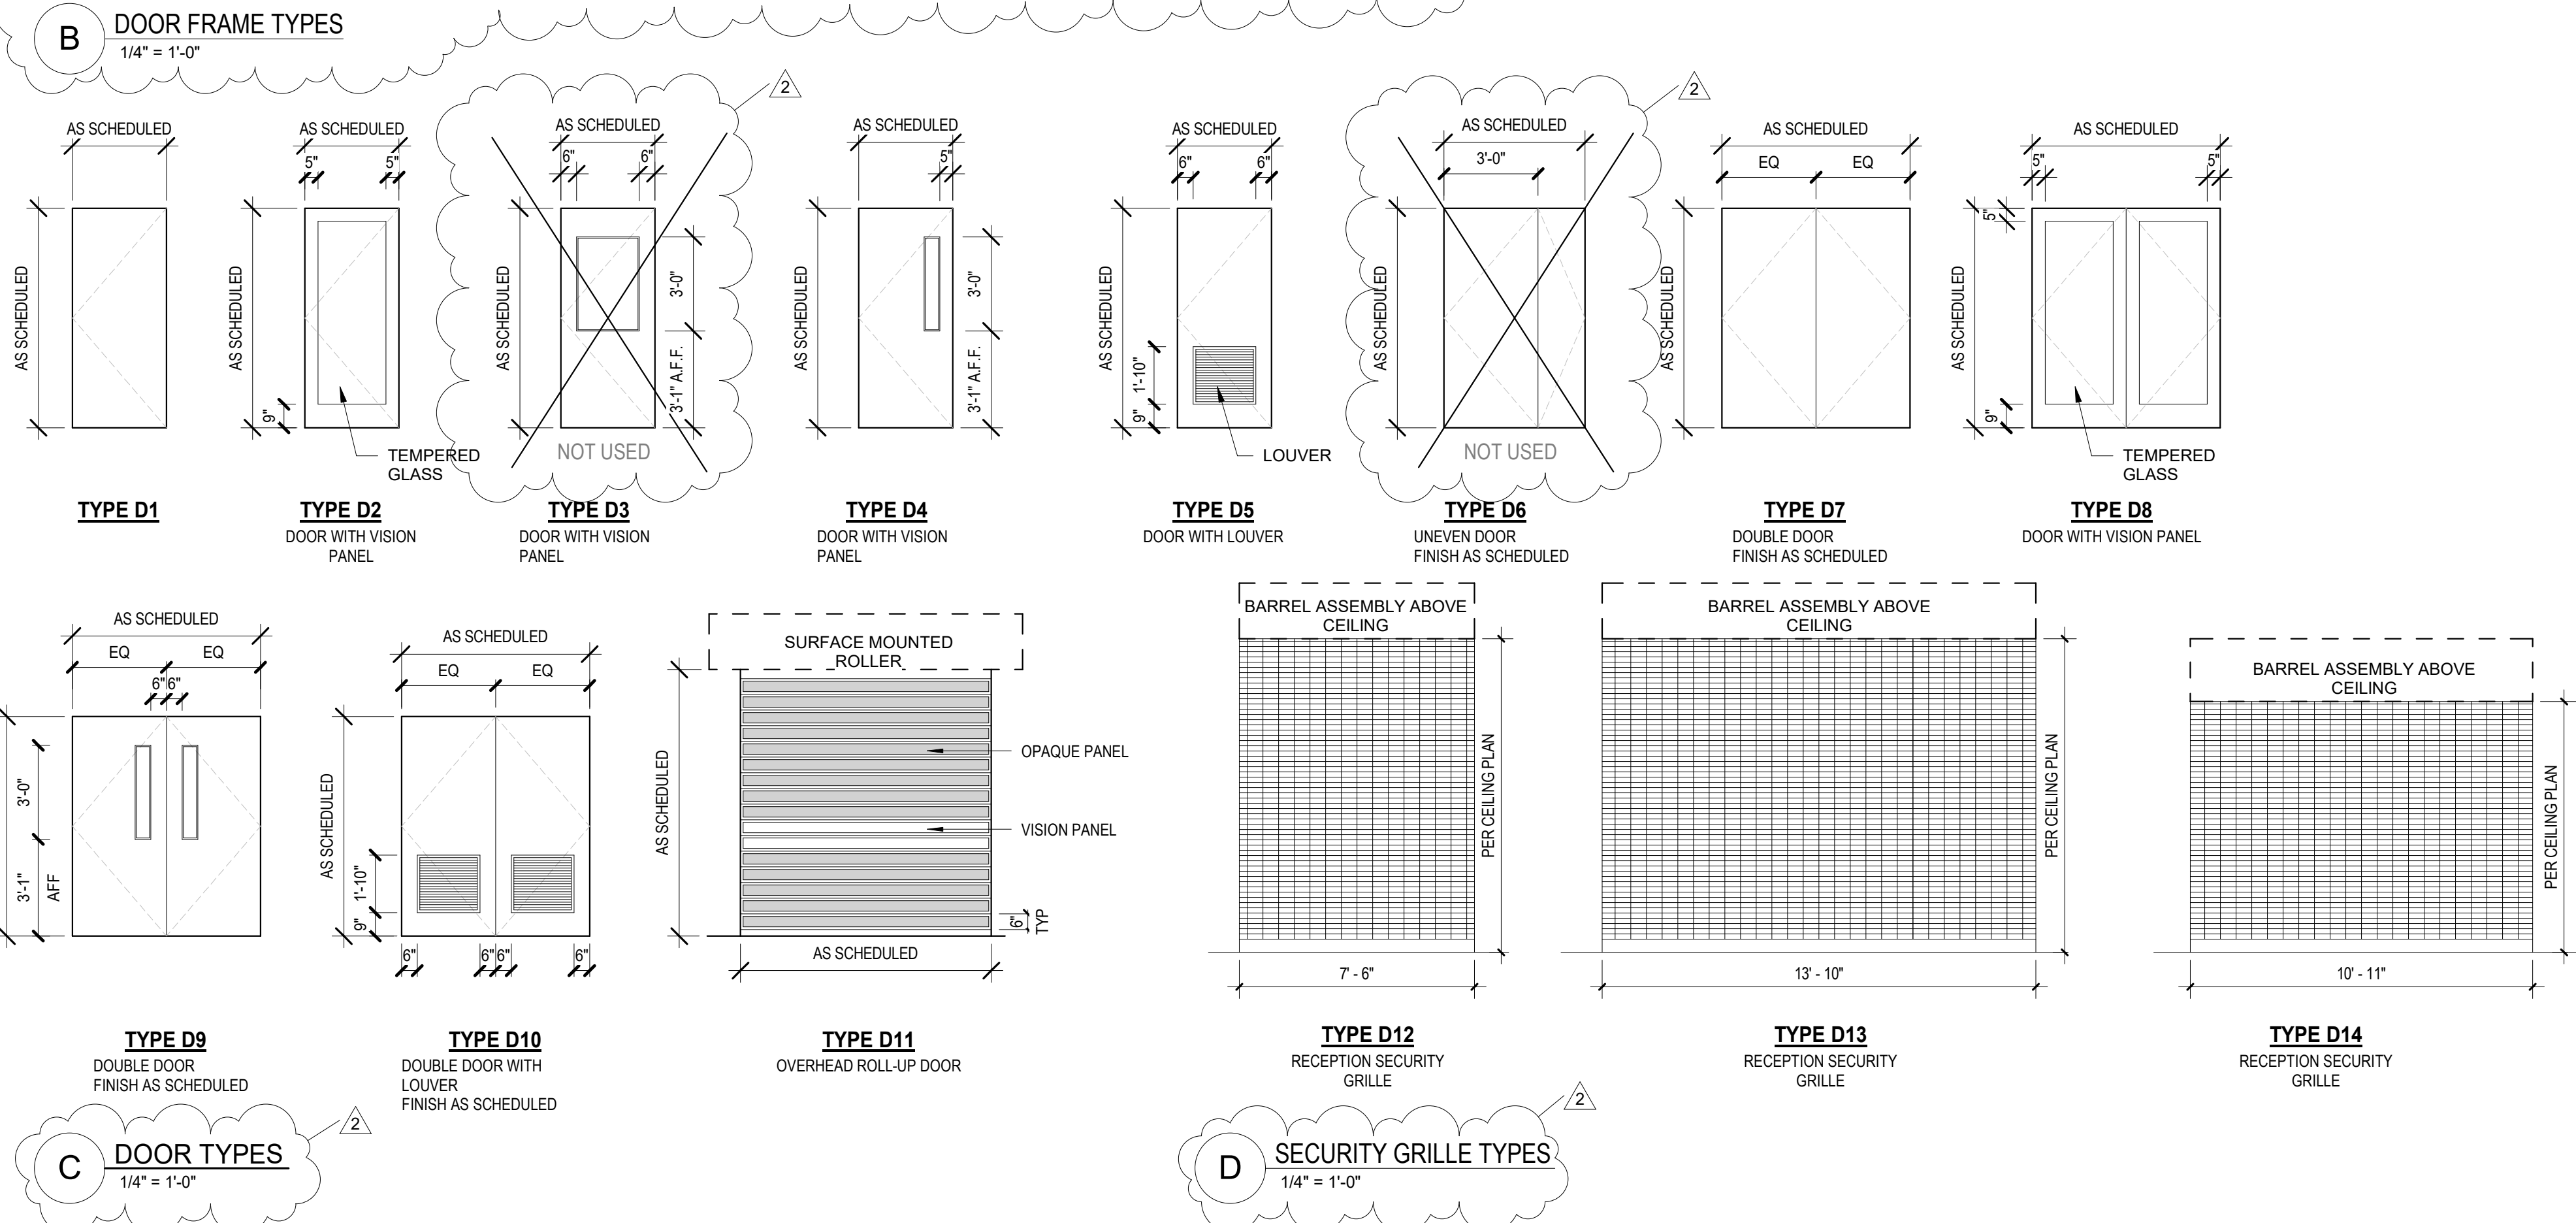 B
DOOR FRAME TYPES
1/4" = 1'-0"
2
2
AS SCHEDULED
AS SCHEDULED
TYPE D1
AS SCHEDULED
5"
5"
AS SCHEDULED
9"
TEMPERED
GLASS
TYPE D2
DOOR WITH VISION
PANEL
AS SCHEDULED
6"
6"
AS SCHEDULED
3'-0"
3'-1" A.F.F.
NOT USED
TYPE D3
DOOR WITH VISION
PANEL
AS SCHEDULED
5"
AS SCHEDULED
3'-0"
3'-1" A.F.F.
TYPE D4
DOOR WITH VISION
PANEL
AS SCHEDULED
6"
6"
AS SCHEDULED
1'-10"
9"
LOUVER
TYPE D5
DOOR WITH LOUVER
AS SCHEDULED
3'-0"
AS SCHEDULED
NOT USED
TYPE D6
UNEVEN DOOR
FINISH AS SCHEDULED
AS SCHEDULED
EQ
EQ
AS SCHEDULED
TYPE D7
DOUBLE DOOR
FINISH AS SCHEDULED
AS SCHEDULED
5"
5"
5"
AS SCHEDULED
9"
TEMPERED
GLASS
TYPE D8
DOOR WITH VISION PANEL
AS SCHEDULED
EQ
EQ
6"
6"
3'-0"
3'-1"
AFF
TYPE D9
DOUBLE DOOR
FINISH AS SCHEDULED
AS SCHEDULED
EQ
EQ
AS SCHEDULED
1'-10"
9"
6"
6"
6"
6"
TYPE D10
DOUBLE DOOR WITH
LOUVER
FINISH AS SCHEDULED
SURFACE MOUNTED
ROLLER
AS SCHEDULED
OPAQUE PANEL
VISION PANEL
6"
TYP
AS SCHEDULED
TYPE D11
OVERHEAD ROLL-UP DOOR
BARREL ASSEMBLY ABOVE
CEILING
PER CEILING PLAN
7' - 6"
TYPE D12
RECEPTION SECURITY
GRILLE
BARREL ASSEMBLY ABOVE
CEILING
PER CEILING PLAN
13' - 10"
TYPE D13
RECEPTION SECURITY
GRILLE
BARREL ASSEMBLY ABOVE
CEILING
PER CEILING PLAN
10' - 11"
TYPE D14
RECEPTION SECURITY
GRILLE
2
C
DOOR TYPES
1/4" = 1'-0"
2
D
SECURITY GRILLE TYPES
1/4" = 1'-0"